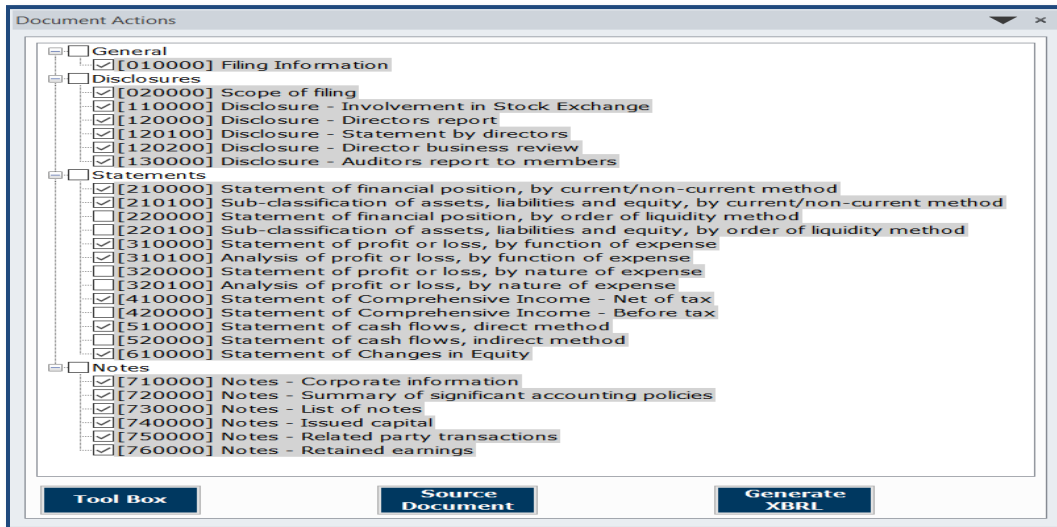 Document Actions
General
[010000] Filing Information
Disclosures
[020000] Scope of filing
[110000] Disclosure - Involvement in Stock Exchange
[120000] Disclosure - Directors report
[120100] Disclosure - Statement by directors
[120200] Disclosure - Director business review
[130000] Disclosure - Auditors report to members
Statements
[210000] Statement of financial position, by current/non-current method
[210100] Sub-classification of assets, liabilities and equity, by current/non-current method
[220000] Statement of financial position, by order of liquidity method
[220100] Sub-classification of assets, liabilities and equity, by order of liquidity method
[310000] Statement of profit or loss, by function of expense
[310100] Analysis of profit or loss, by function of expense
[320000] Statement of profit or loss, by nature of expense
[320100] Analysis of profit or loss, by nature of expense
[410000] Statement of Comprehensive Income - Net of tax
[420000] Statement of Comprehensive Income - Before tax
[510000] Statement of cash flows, direct method
[520000] Statement of cash flows, indirect method
[610000] Statement of Changes in Equity
Notes
[710000] Notes - Corporate information
[720000] Notes - Summary of significant accounting policies
[730000] Notes - List of notes
[740000] Notes - Issued capital
[750000] Notes - Related party transactions
[760000] Notes - Retained earnings
Tool Box
Source
Document
Generate
XBRL